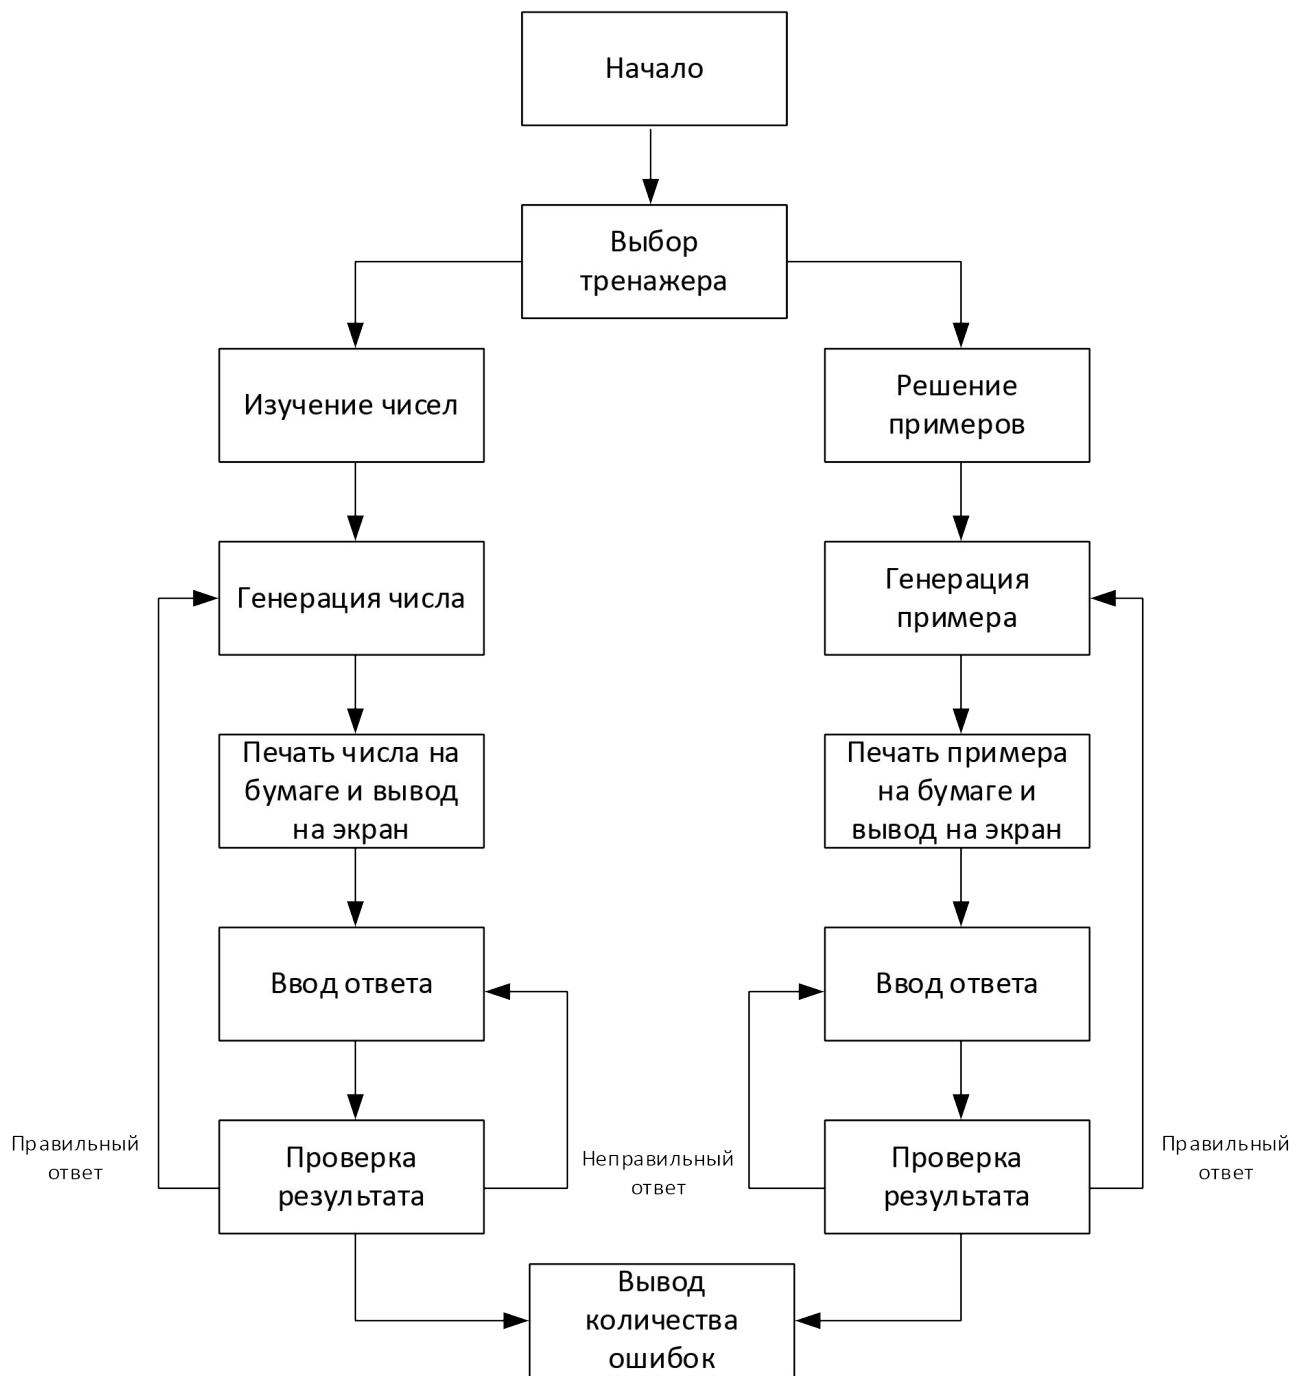 Начало
Выбор
тренажера
Изучение чисел
Решение
примеров
Генерация числа
Генерация
примера
Печать числа на
бумаге и вывод
на экран
Печать примера
на бумаге и
вывод на экран
Ввод ответа
Ввод ответа
Правильный
ответ
Проверка
результата
Неправильный
ответ
Проверка
результата
Правильный
ответ
Вывод
количества
ошибок